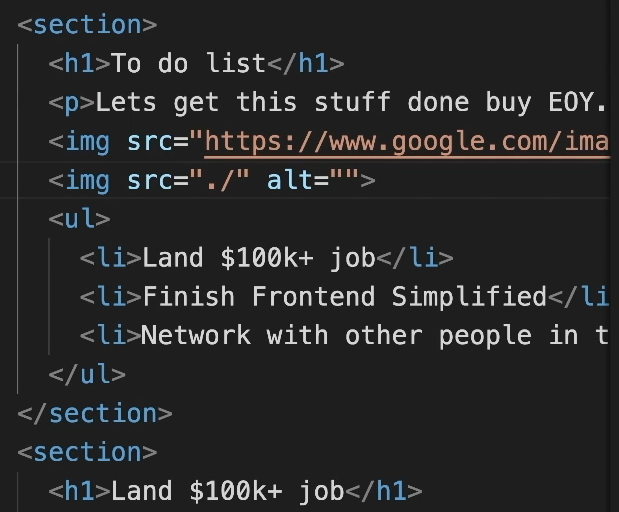 <section>
<h1>To do list</h1>
<p>Lets get this stuff done buy EOY.
<img src="https://www.google.com/ima
<img src="./" alt="">
<ul>
<li>Land $100k+ job</li>
<li>Finish Frontend Simplified</li
<li>Network with other people in t
</ul>
</section>
<section>
<h1>Land $100k+ job</h1>